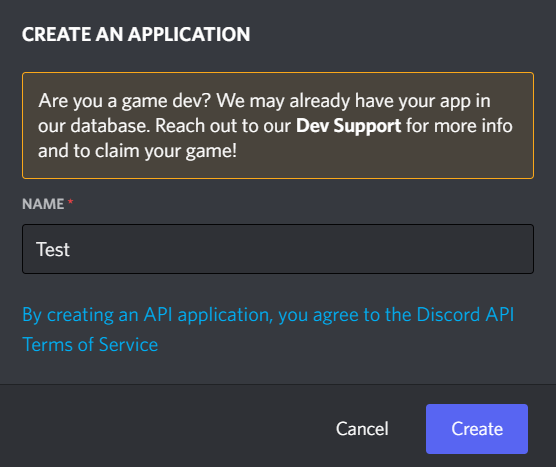 CREATE AN APPLICATION
Are you a game dev? We may already have your app in
our database. Reach out to our Dev Support for more info
and to claim your game!
NAME *
Test
By creating an API application, you agree to the Discord API
Terms of Service
Cancel Create